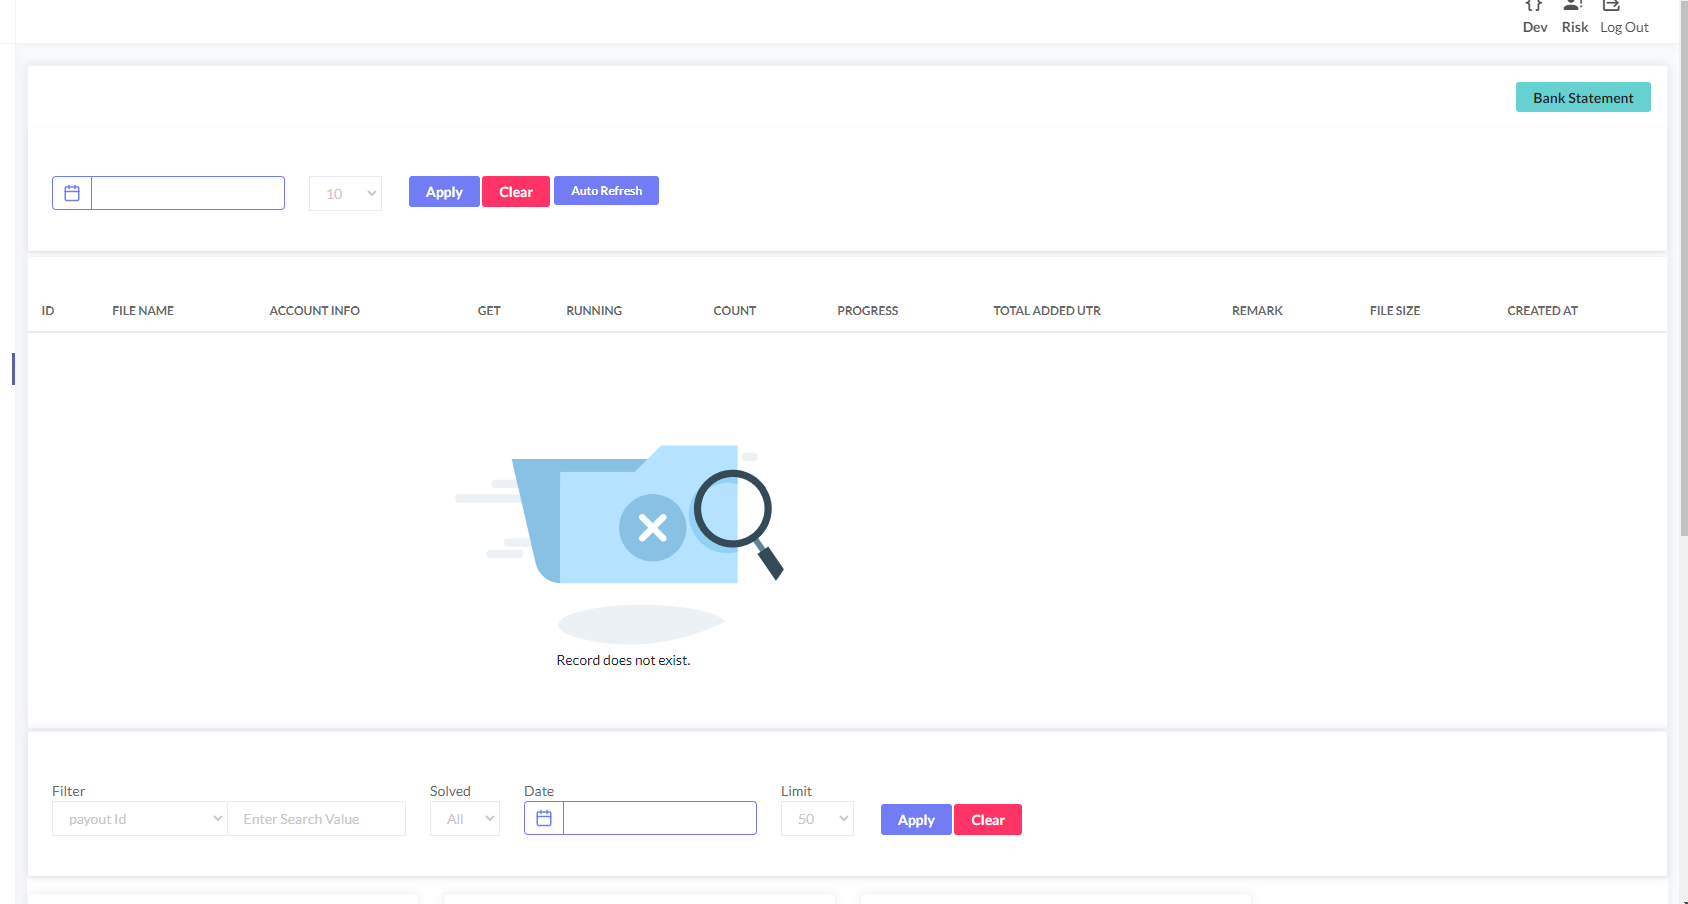 Dev Risk Log Out
Bank Statement
10 Apply Clear Auto Refresh
ID FILE NAME ACCOUNT INFO GET RUNNING COUNT PROGRESS TOTAL ADDED UTR REMARK FILE SIZE CREATED AT
Record does not exist.
Filter Solved Date Limit
payout Id Enter Search Value All 50 Apply Clear